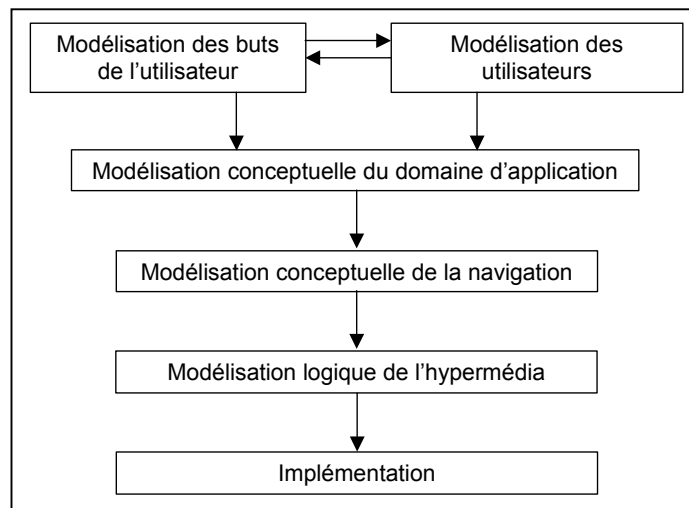 Modélisation des buts
de l’utilisateur
Modélisation des
utilisateurs
Modélisation conceptuelle du domaine d’application
Modélisation conceptuelle de la navigation
Modélisation logique de l’hypermédia
Implémentation